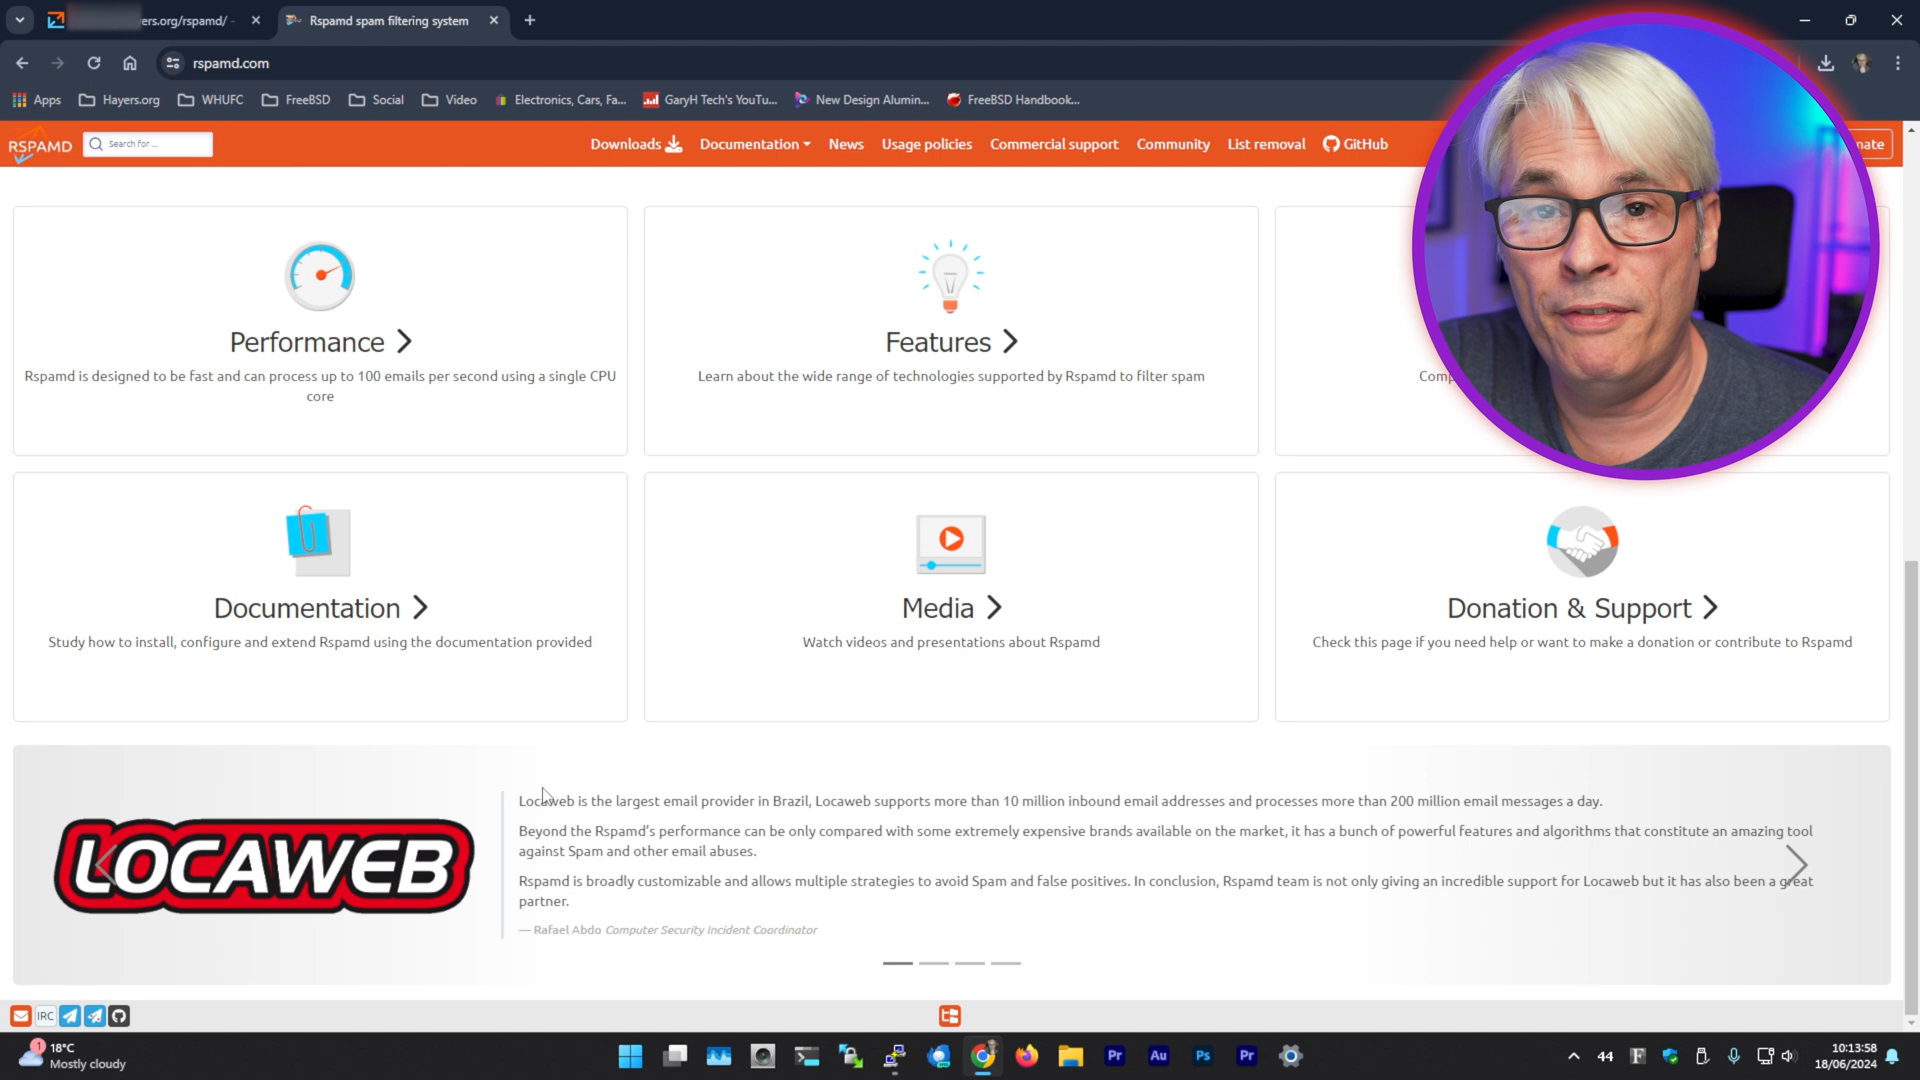 ers.org/rspamd/ -
Rspamd spam filtering system
rspamd.com
Apps
Hayers.org
WHUFC
FreeBSD
Social
Video
Electronics, Cars, Fa...
GaryH Tech's YouTu...
New Design Alumin...
FreeBSD Handbook...
RSPAMD
Search for ...
Downloads
Documentation
News
Usage policies
Commercial support
Community
List removal
GitHub
nate
Performance
Rspamd is designed to be fast and can process up to 100 emails per second using a single CPU
core
Features
Learn about the wide range of technologies supported by Rspamd to filter spam
Documentation
Study how to install, configure and extend Rspamd using the documentation provided
Media
Watch videos and presentations about Rspamd
Donation & Support
Check this page if you need help or want to make a donation or contribute to Rspamd
LOCAWEB
Locaweb is the largest email provider in Brazil, Locaweb supports more than 10 million inbound email addresses and processes more than 200 million email messages a day.
Beyond the Rspamd's performance can be only compared with some extremely expensive brands available on the market, it has a bunch of powerful features and algorithms that constitute an amazing tool
against Spam and other email abuses.
Rspamd is broadly customizable and allows multiple strategies to avoid Spam and false positives. In conclusion, Rspamd team is not only giving an incredible support for Locaweb but it has also been a great
partner.
— Rafael Abdo Computer Security Incident Coordinator
IRC
1
18°C
Mostly cloudy
Pr
Au
Ps
Pr
44
F
10:13:58
18/06/2024